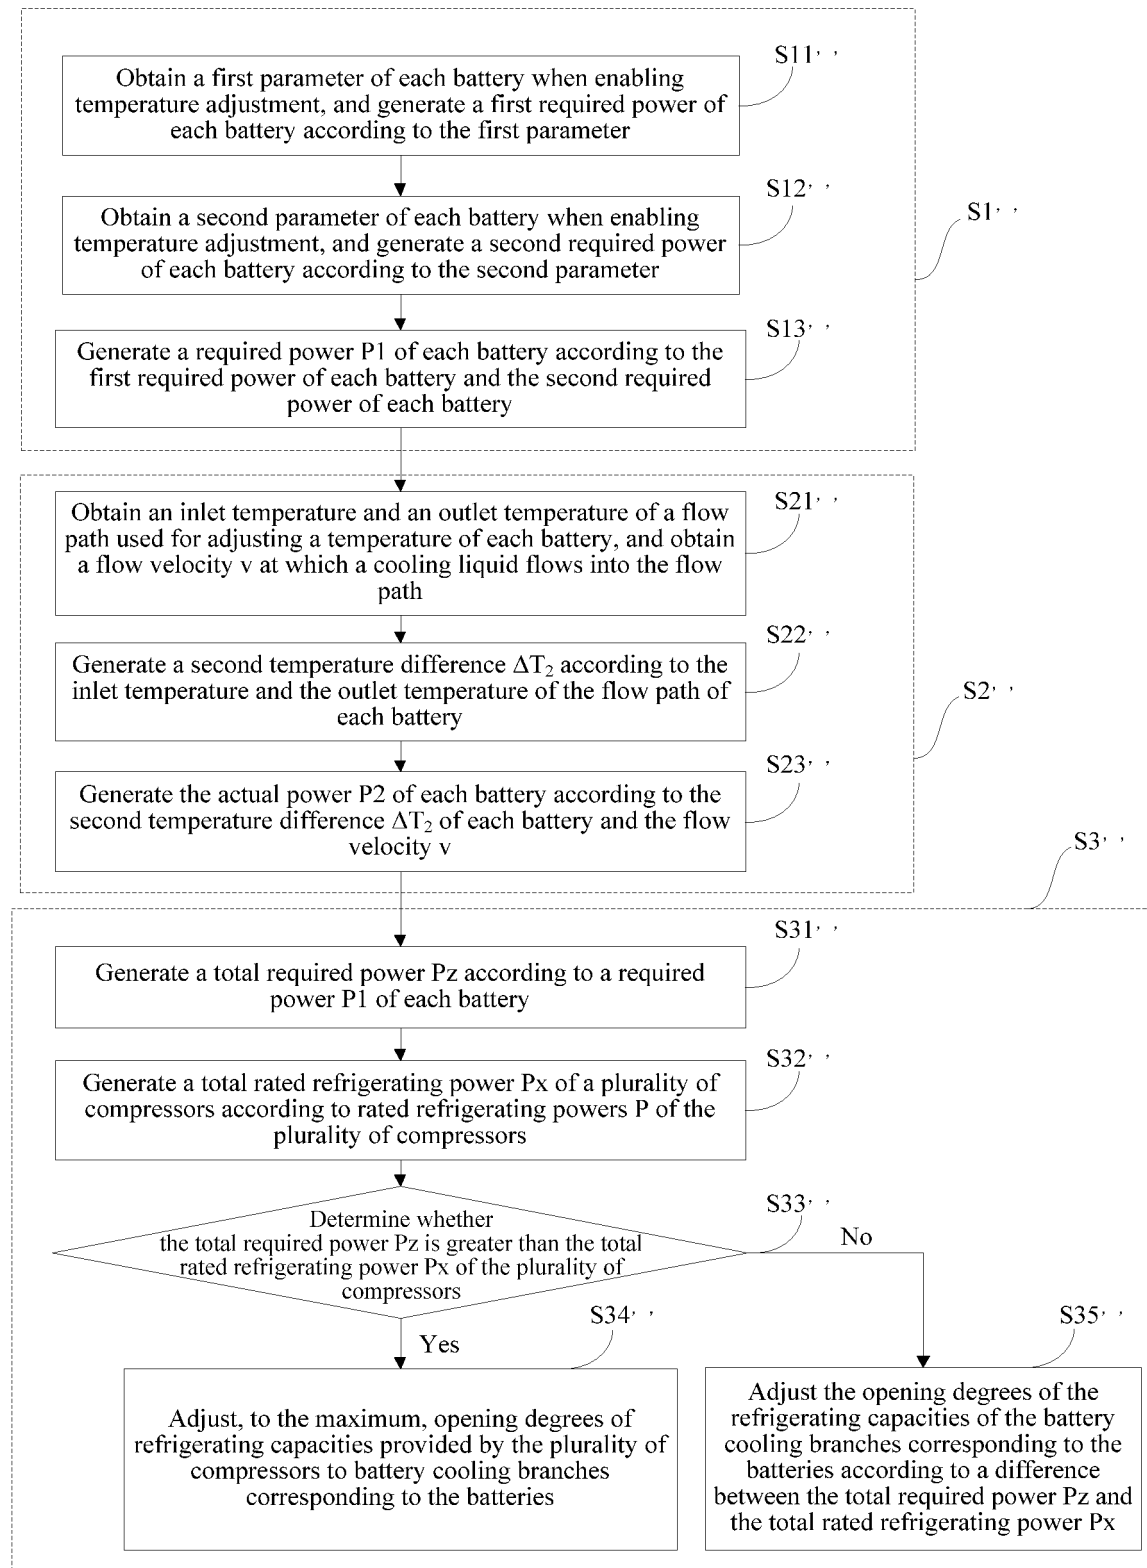 S11’’
Obtain a first parameter of each battery when enabling
temperature adjustment, and generate a first required power of
each battery according to the first parameter
S12’’
Obtain a second parameter of each battery when enabling
temperature adjustment, and generate a second required power
of each battery according to the second parameter
S1’’
S13’’
Generate a required power P1 of each battery according to the
first required power of each battery and the second required
power of each battery
S21’’
Obtain an inlet temperature and an outlet temperature of a flow
path used for adjusting a temperature of each battery, and obtain
a flow velocity v at which a cooling liquid flows into the flow
path
S22’’
Generate a second temperature difference ΔT₂ according to the
inlet temperature and the outlet temperature of the flow path of
each battery
S2’’
S23’’
Generate the actual power P2 of each battery according to the
second temperature difference ΔT₂ of each battery and the flow
velocity v
S3’’
S31’’
Generate a total required power Pz according to a required
power P1 of each battery
S32’’
Generate a total rated refrigerating power Px of a plurality of
compressors according to rated refrigerating powers P of the
plurality of compressors
S33’’
Determine whether
the total required power Pz is greater than the total
rated refrigerating power Px of the plurality of
compressors
No
Yes
S34’’
Adjust, to the maximum, opening degrees of
refrigerating capacities provided by the plurality of
compressors to battery cooling branches
corresponding to the batteries
S35’’
Adjust the opening degrees of the
refrigerating capacities of the battery
cooling branches corresponding to the
batteries according to a difference
between the total required power Pz and
the total rated refrigerating power Px